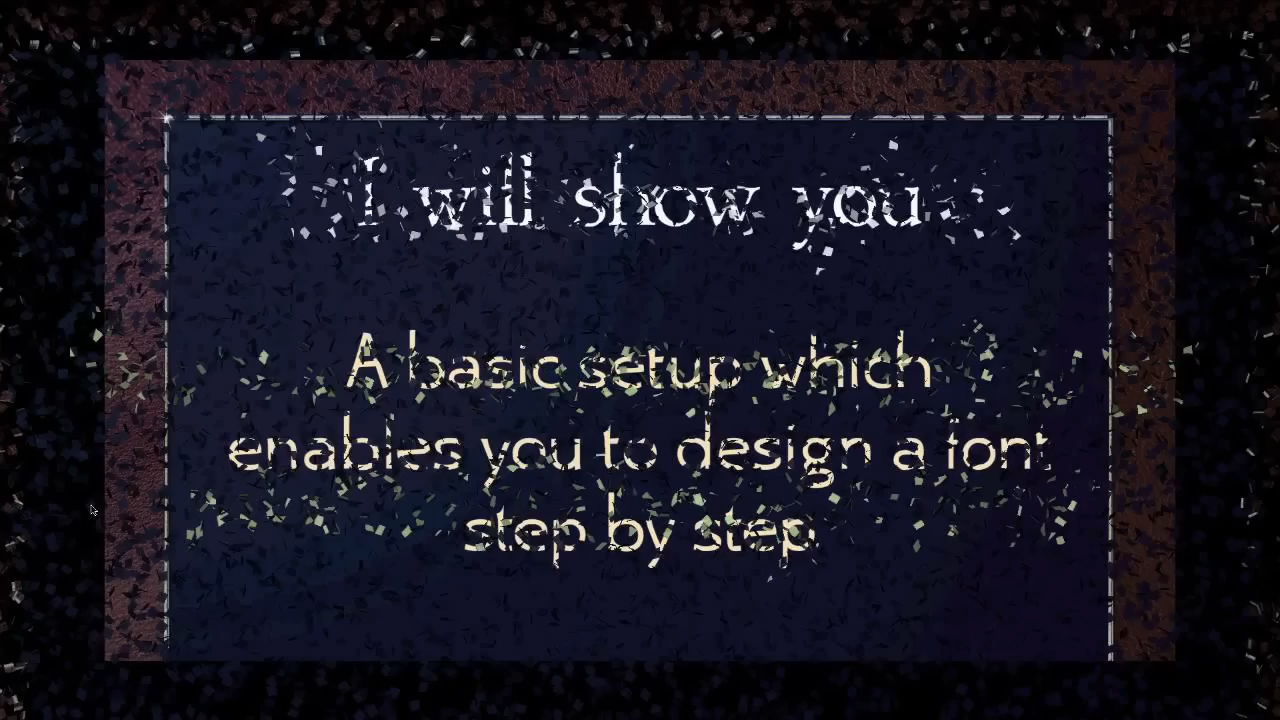 I will show you
A basic setup which
enables you to design a font
step by step